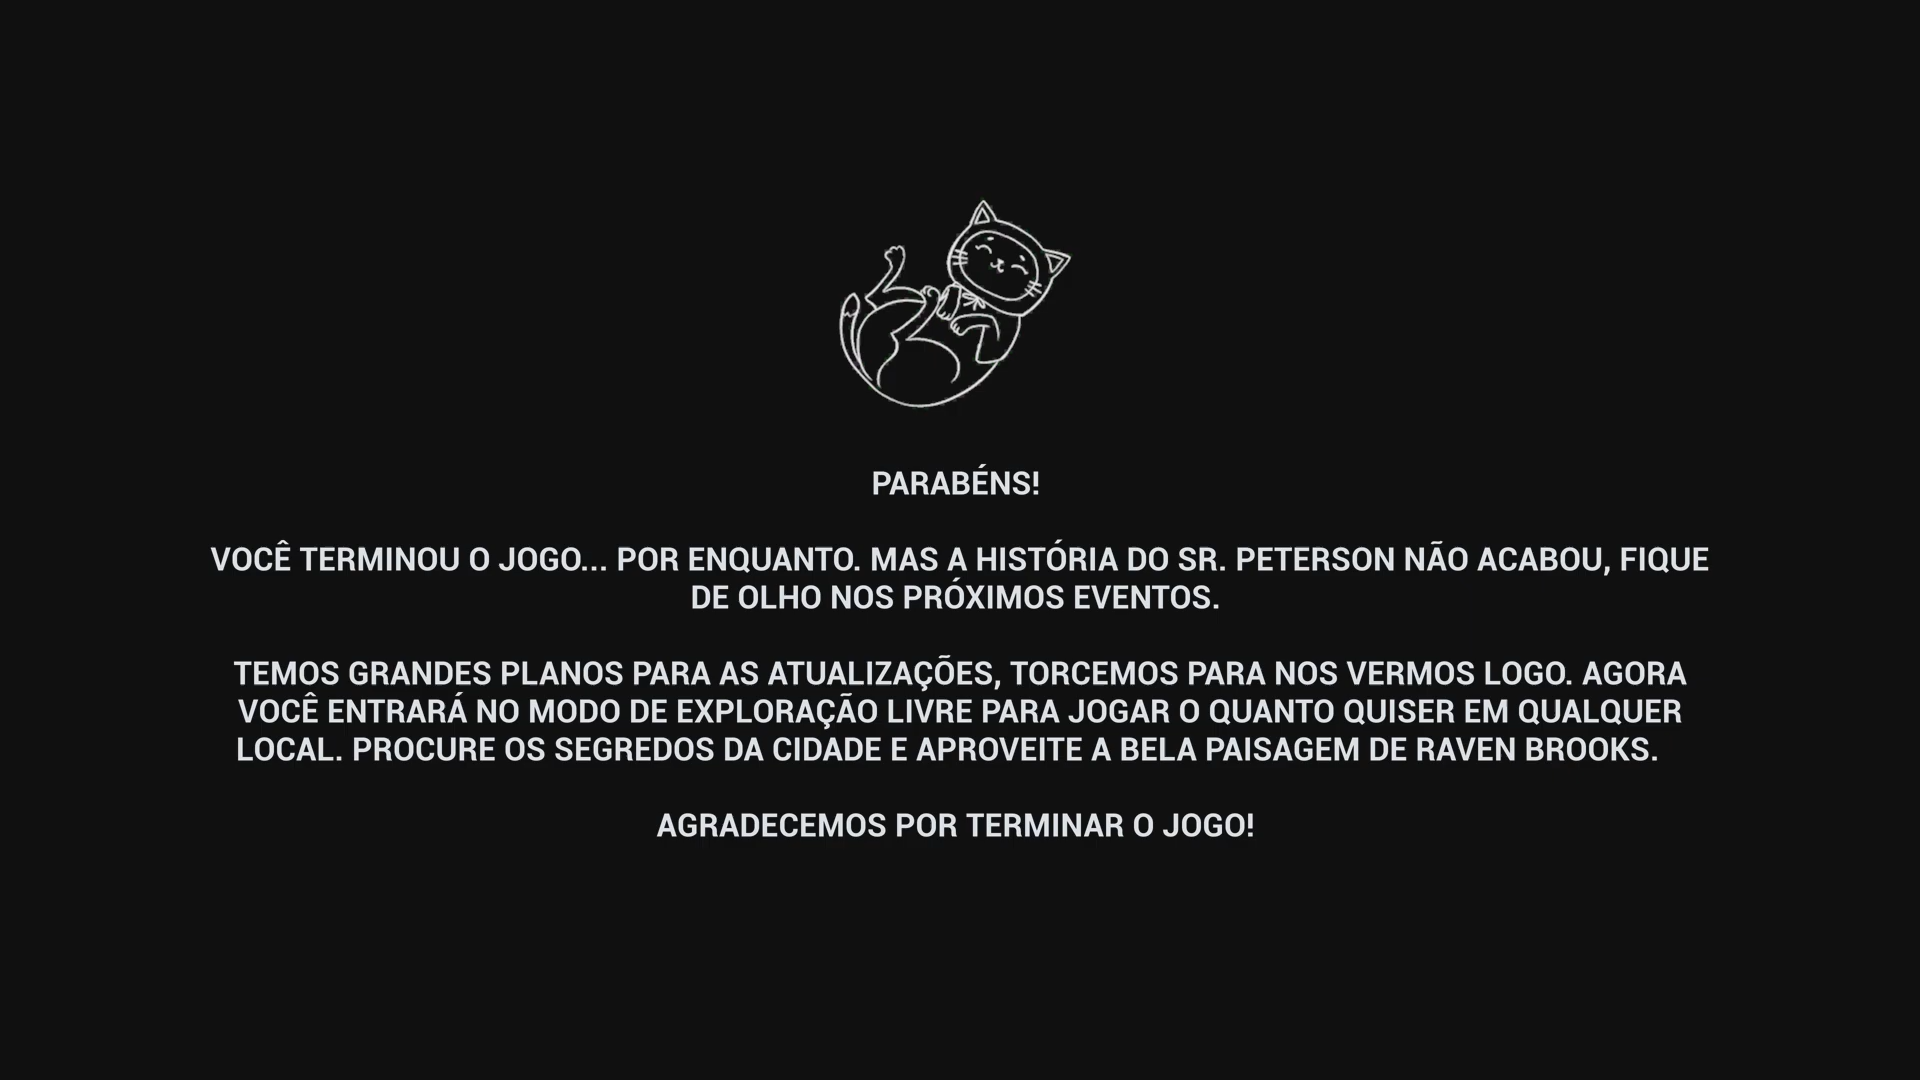 PARABÉNS!
VOCÊ TERMINOU O JOGO... POR ENQUANTO. MAS A HISTÓRIA DO SR. PETERSON NÃO ACABOU, FIQUE
DE OLHO NOS PRÓXIMOS EVENTOS.
TEMOS GRANDES PLANOS PARA AS ATUALIZAÇÕES, TORCEMOS PARA NOS VERMOS LOGO. AGORA
VOCÊ ENTRARÁ NO MODO DE EXPLORAÇÃO LIVRE PARA JOGAR O QUANTO QUISER EM QUALQUER
LOCAL. PROCURE OS SEGREDOS DA CIDADE E APROVEITE A BELA PAISAGEM DE RAVEN BROOKS.
AGRADECEMOS POR TERMINAR O JOGO!